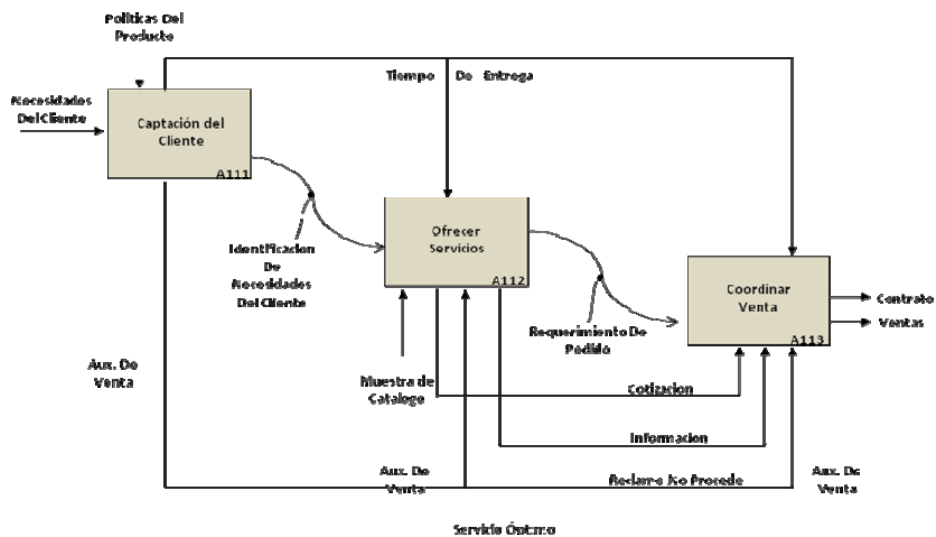 Politicas Del
Producto
Necesidades
Del Cliente
Tiempo De Entrega
Captación del
Cliente
A111
Identificacion
De
Necesidades
Del Cliente
Ofrecer
Servicios
A112
Requerimiento De
Pedido
Coordinar
Venta
A113
Contrato
Ventas
Aux. De
Venta
Muestra de
Catalogo
Cotizacion
Informacion
Aux. De
Venta
Reclamo No Procede
Aux. De
Venta
Servicio Óptimo